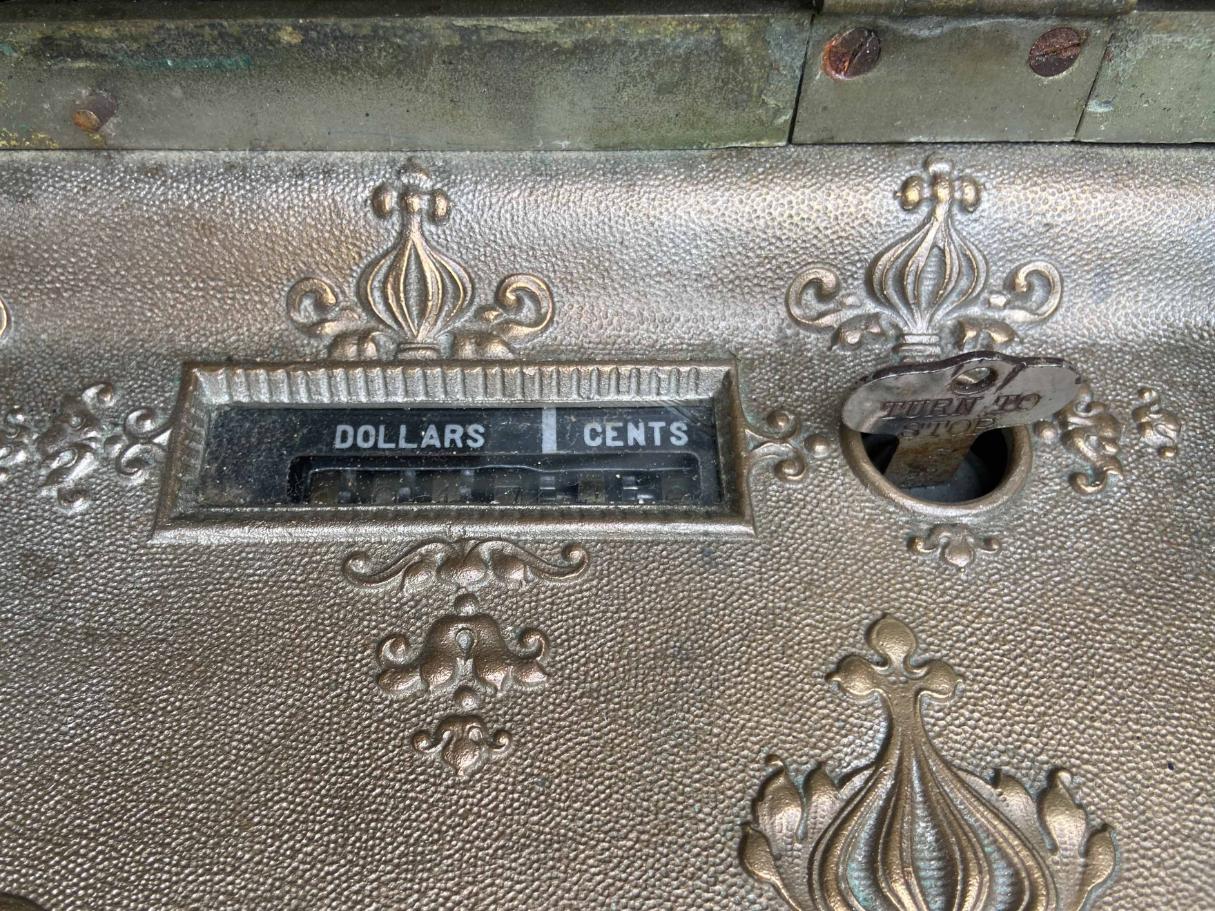 DOLLARS CENTS
TURN TO
STOP